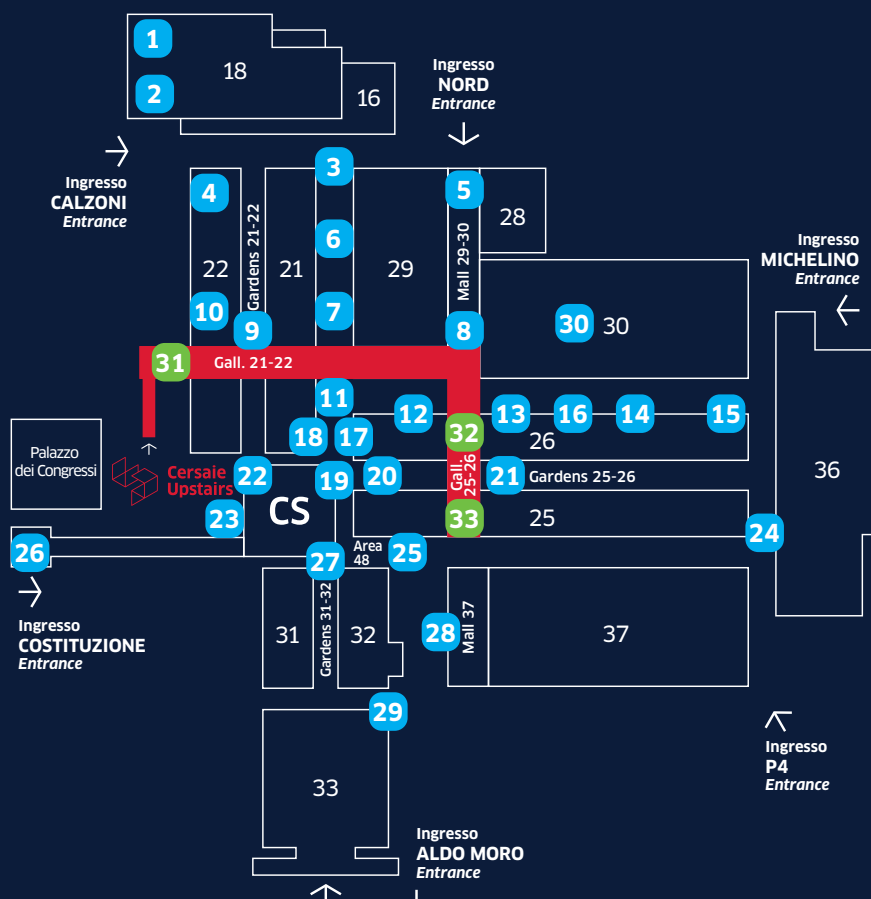 1
18
2
16
Ingresso
NORD
Entrance
Ingresso
CALZONI
Entrance
3
4
5
28
6
22
Gardens 21-22
21
29
Mall 29-30
Ingresso
MICHELINO
Entrance
10
9
7
8
30
30
31
Gall. 21-22
11
12
13
16
14
15
18
17
32
26
36
Palazzo
dei Congressi
Cersaie
Upstairs
22
19
20
Gall.
25-26
21
Gardens 25-26
CS
23
33
25
24
26
Area
48
25
27
Ingresso
COSTITUZIONE
Entrance
31
Gardens 31-32
32
28
Mall 37
37
29
33
Ingresso
P4
Entrance
Ingresso
ALDO MORO
Entrance